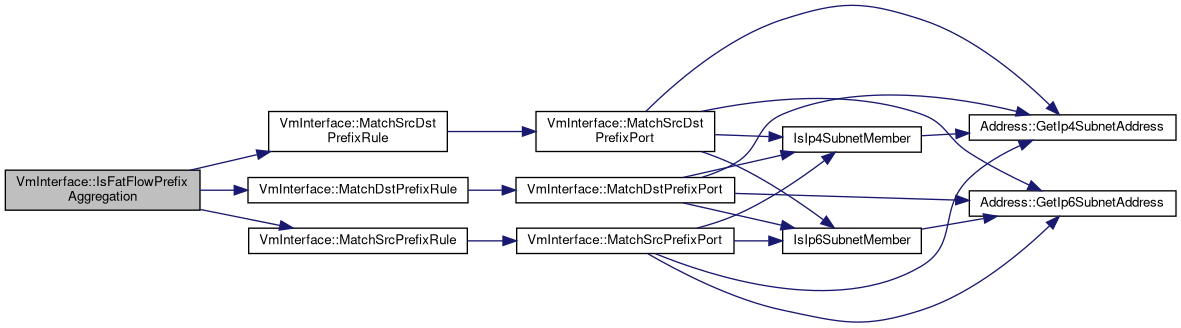 VmInterface::IsFatFlowPrefix
Aggregation
VmInterface::MatchSrcDst
PrefixRule
VmInterface::MatchDstPrefixRule
VmInterface::MatchSrcPrefixRule
VmInterface::MatchSrcDst
PrefixPort
VmInterface::MatchDstPrefixPort
VmInterface::MatchSrcPrefixPort
IsIp4SubnetMember
IsIp6SubnetMember
Address::GetIp4SubnetAddress
Address::GetIp6SubnetAddress